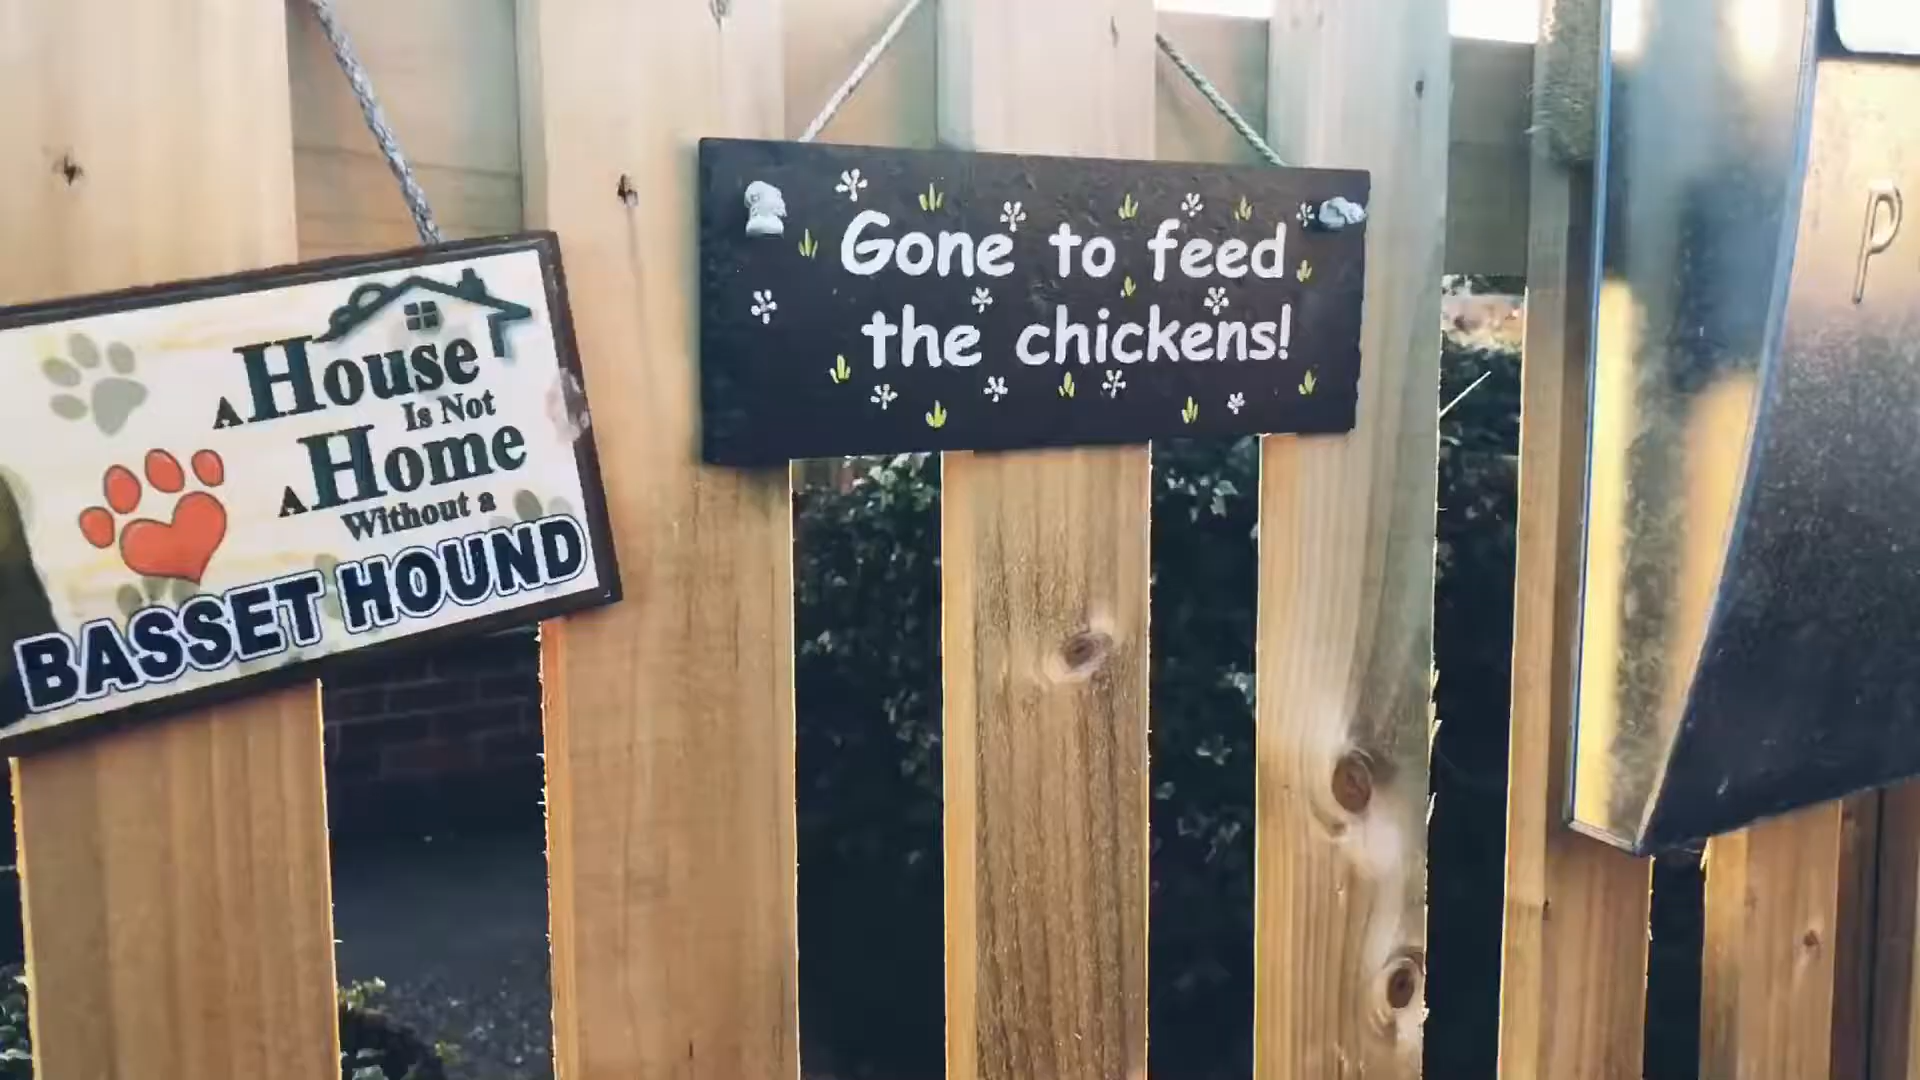 A House
Is Not
A Home
Without a
BASSET HOUND
Gone to feed
the chickens!
P